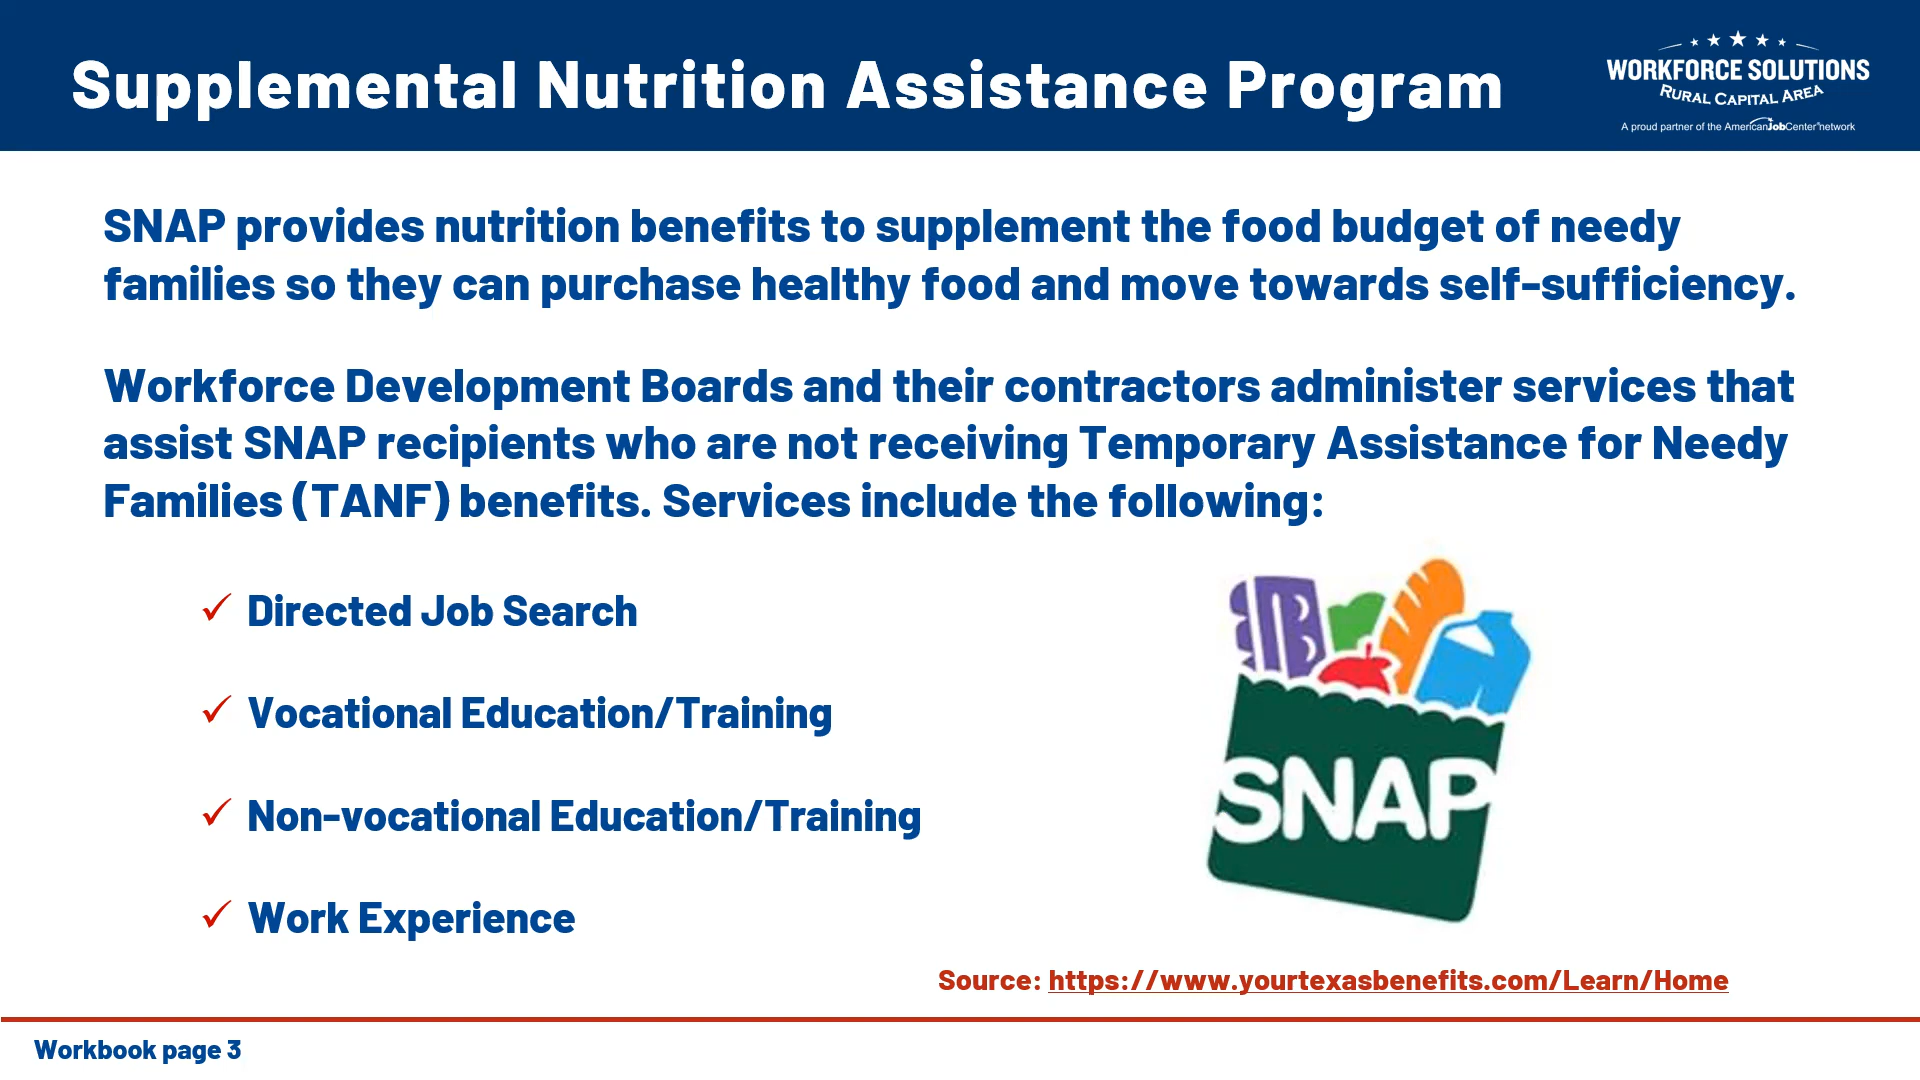 Supplemental Nutrition Assistance Program
WORKFORCE SOLUTIONS
RURAL CAPITAL AREA
A proud partner of the AmericanJobCenter®network
SNAP provides nutrition benefits to supplement the food budget of needy
families so they can purchase healthy food and move towards self-sufficiency.
Workforce Development Boards and their contractors administer services that
assist SNAP recipients who are not receiving Temporary Assistance for Needy
Families (TANF) benefits. Services include the following:
✓ Directed Job Search
✓ Vocational Education/Training
✓ Non-vocational Education/Training
✓ Work Experience
SNAP
Source: https://www.yourtexasbenefits.com/Learn/Home
Workbook page 3